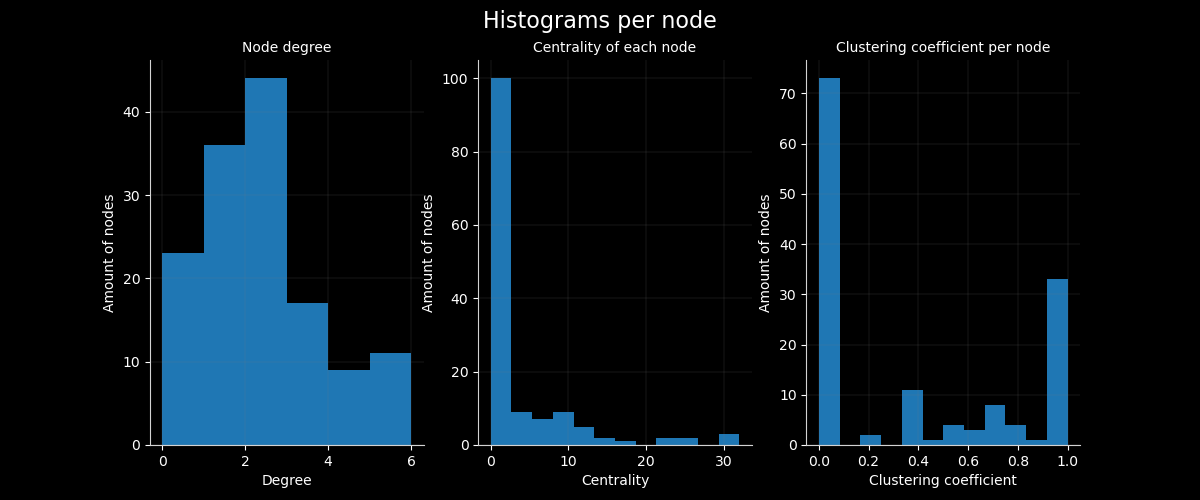 Histograms per node
Node degree
Amount of nodes
40
30
20
10
0
0 2 4 6
Degree
Centrality of each node
Amount of nodes
100
80
60
40
20
0
0 10 20 30
Centrality
Clustering coefficient per node
Amount of nodes
70
60
50
40
30
20
10
0
0.0 0.2 0.4 0.6 0.8 1.0
Clustering coefficient